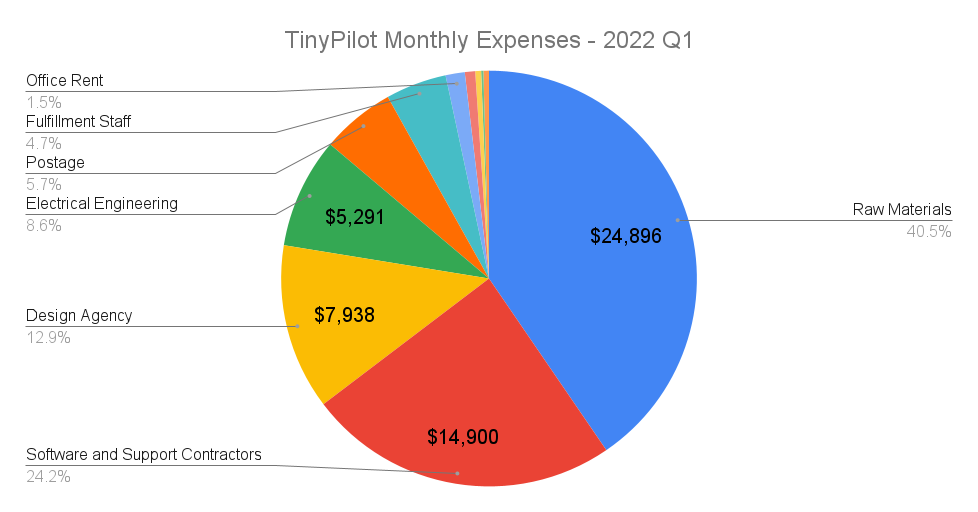 TinyPilot Monthly Expenses - 2022 Q1
Office Rent
1.5%
Fulfillment Staff
4.7%
Postage
5.7%
Electrical Engineering
8.6%
Design Agency
12.9%
Software and Support Contractors
24.2%
Raw Materials
40.5%
$5,291
$7,938
$14,900
$24,896